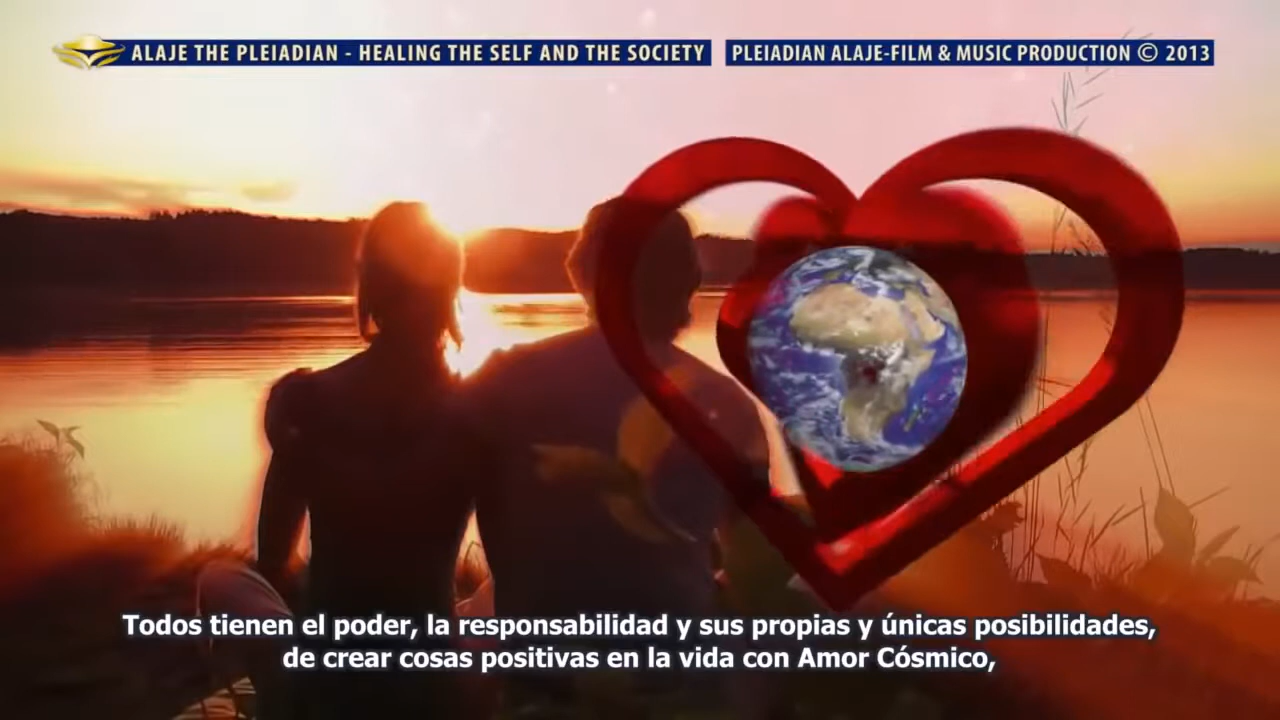 ALAJE THE PLEIADIAN - HEALING THE SELF AND THE SOCIETY
PLEIADIAN ALAJE-FILM & MUSIC PRODUCTION © 2013
Todos tienen el poder, la responsabilidad y sus propias y únicas posibilidades,
de crear cosas positivas en la vida con Amor Cósmico,